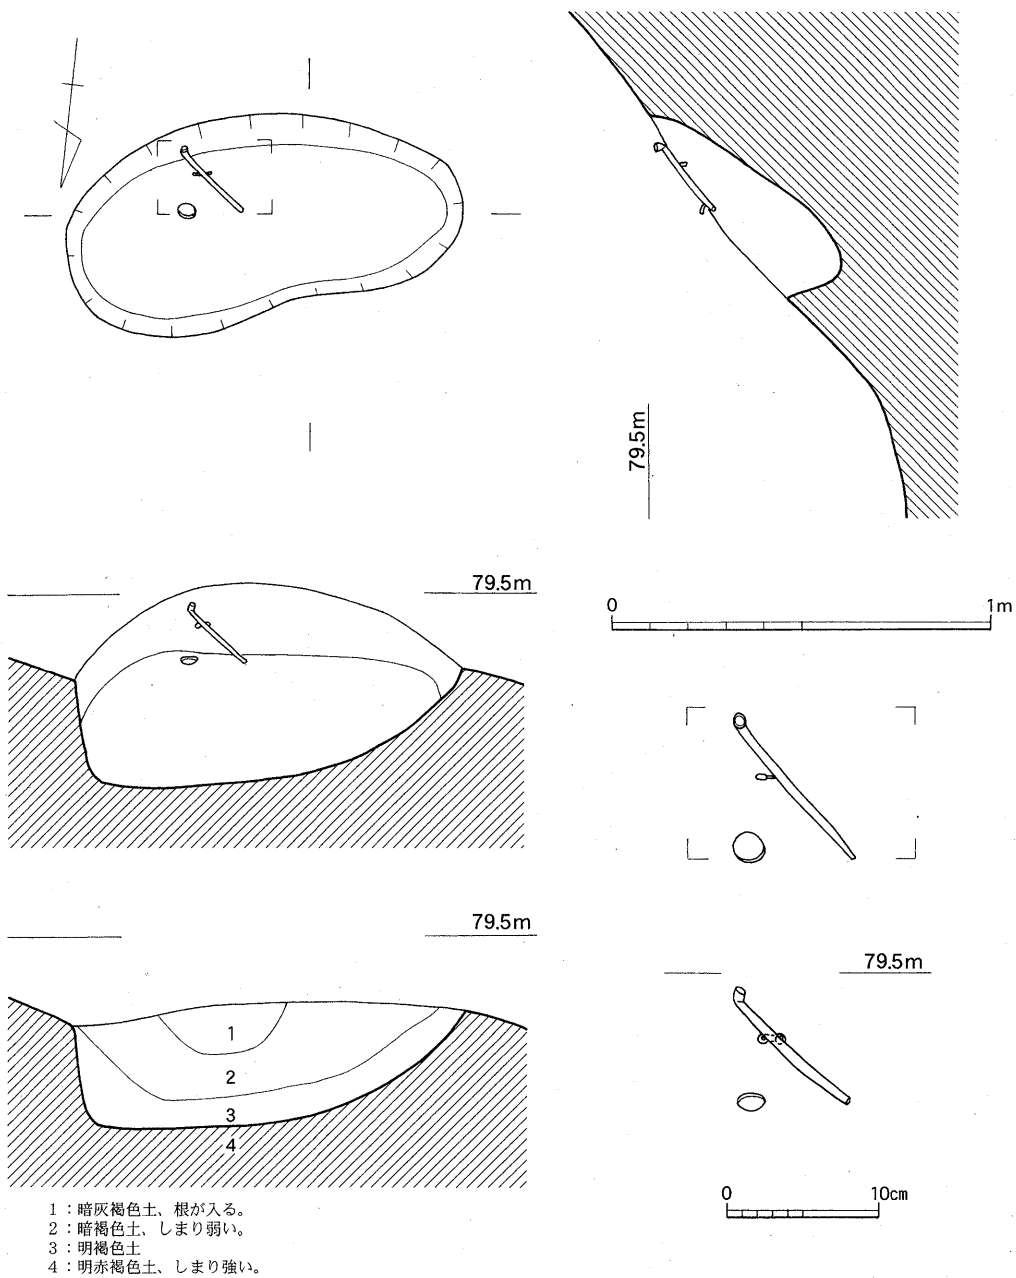 79.5m
79.5m
0 1m
79.5m
79.5m
1
2
3
4
0 10cm
1：暗灰褐色土、根が入る。
2：暗褐色土、しまり弱い。
3：明褐色土
4：明赤褐色土、しまり強い。